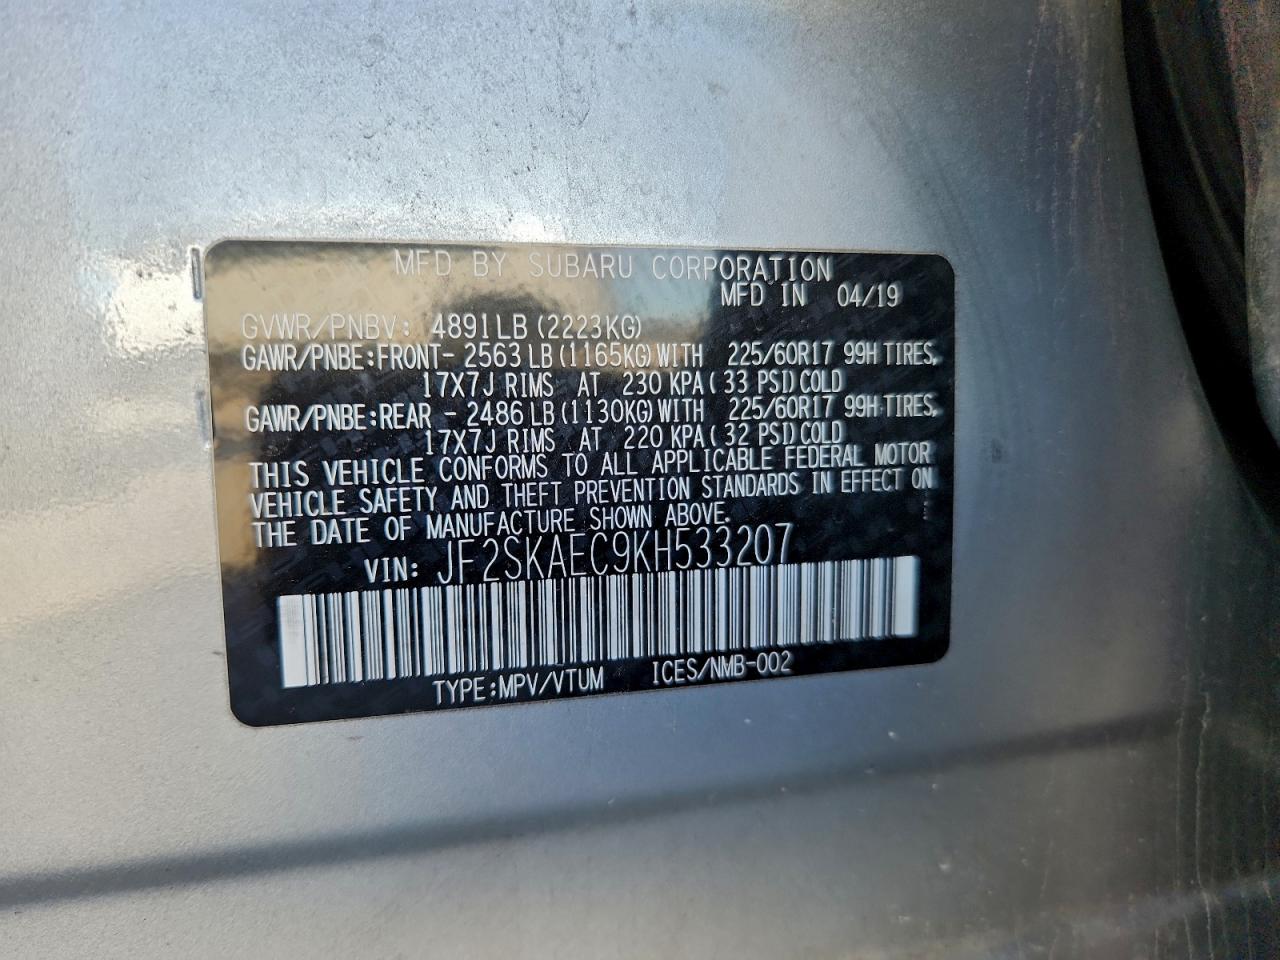 MFD BY SUBARU CORPORATION
MFD IN 04/19
GVWR/PNBV: 4891LB (2223KG)
GAWR/PNBE:FRONT- 2563 LB (1165KG) WITH 225/60R17 99H TIRES,
17X7J RIMS AT 230 KPA ( 33 PSI) COLD
GAWR/PNBE:REAR - 2486 LB (1130KG) WITH 225/60R17 99H TIRES,
17X7J RIMS AT 220 KPA ( 32 PSI) COLD
THIS VEHICLE CONFORMS TO ALL APPLICABLE FEDERAL MOTOR
VEHICLE SAFETY AND THEFT PREVENTION STANDARDS IN EFFECT ON
THE DATE OF MANUFACTURE SHOWN ABOVE.
VIN: JF2SKAEC9KH533207
TYPE:MPV/VTUM ICES/NMB-002